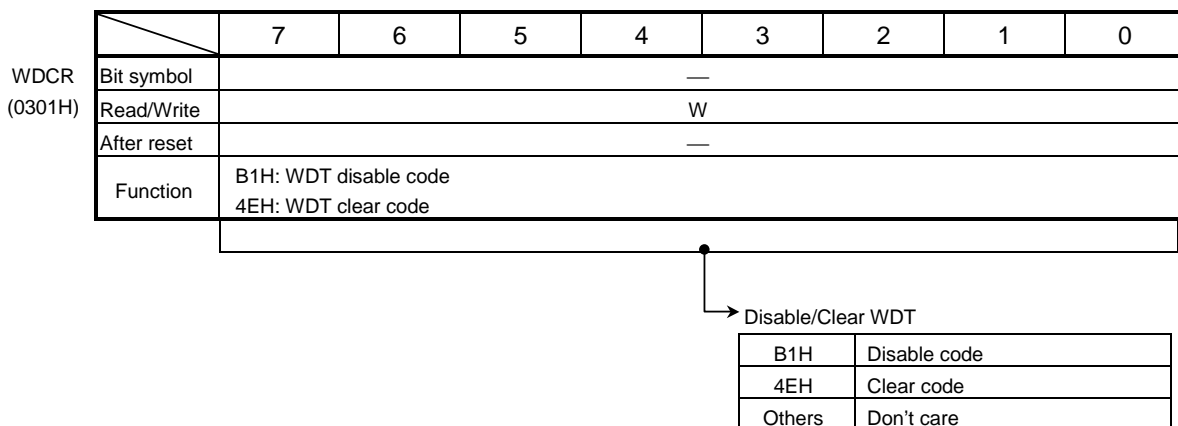 7 6 5 4 3 2 1 0
WDCR
(0301H)
Bit symbol —
Read/Write W
After reset —
Function
B1H: WDT disable code
4EH: WDT clear code
Disable/Clear WDT
B1H Disable code
4EH Clear code
Others Don't care